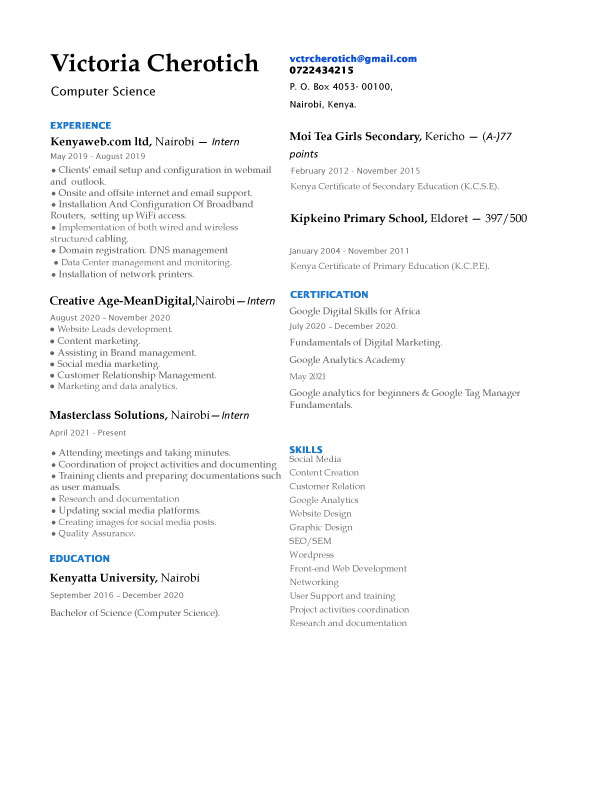 Victoria Cherotich
Computer Science
EXPERIENCE
Kenyaweb.com ltd, Nairobi — Intern
May 2019 - August 2019
● Clients' email setup and configuration in webmail
and outlook.
● Onsite and offsite internet and email support.
● Installation And Configuration Of Broadband
Routers, setting up WiFi access.
● Implementation of both wired and wireless
structured cabling.
● Domain registration. DNS management
● Data Center management and monitoring.
● Installation of network printers.
Creative Age-MeanDigital,Nairobi—Intern
August 2020 – November 2020
● Website Leads development.
● Content marketing.
● Assisting in Brand management.
● Social media marketing.
● Customer Relationship Management.
● Marketing and data analytics.
Masterclass Solutions, Nairobi—Intern
April 2021 - Present
● Attending meetings and taking minutes.
● Coordination of project activities and documenting
● Training clients and preparing documentations such
as user manuals.
● Research and documentation
● Updating social media platforms.
● Creating images for social media posts.
● Quality Assurance.
EDUCATION
Kenyatta University, Nairobi
September 2016 – December 2020
Bachelor of Science (Computer Science).
vctrcherotich@gmail.com
0722434215
P. O. Box 4053- 00100,
Nairobi, Kenya.
Moi Tea Girls Secondary, Kericho — (A-)77
points
February 2012 - November 2015
Kenya Certificate of Secondary Education (K.C.S.E).
Kipkeino Primary School, Eldoret — 397/500
January 2004 - November 2011
Kenya Certificate of Primary Education (K.C.P.E).
CERTIFICATION
Google Digital Skills for Africa
July 2020 – December 2020.
Fundamentals of Digital Marketing.
Google Analytics Academy
May 2021
Google analytics for beginners & Google Tag Manager
Fundamentals.
SKILLS
Social Media
Content Creation
Customer Relation
Google Analytics
Website Design
Graphic Design
SEO/SEM
Wordpress
Front-end Web Development
Networking
User Support and training
Project activities coordination
Research and documentation